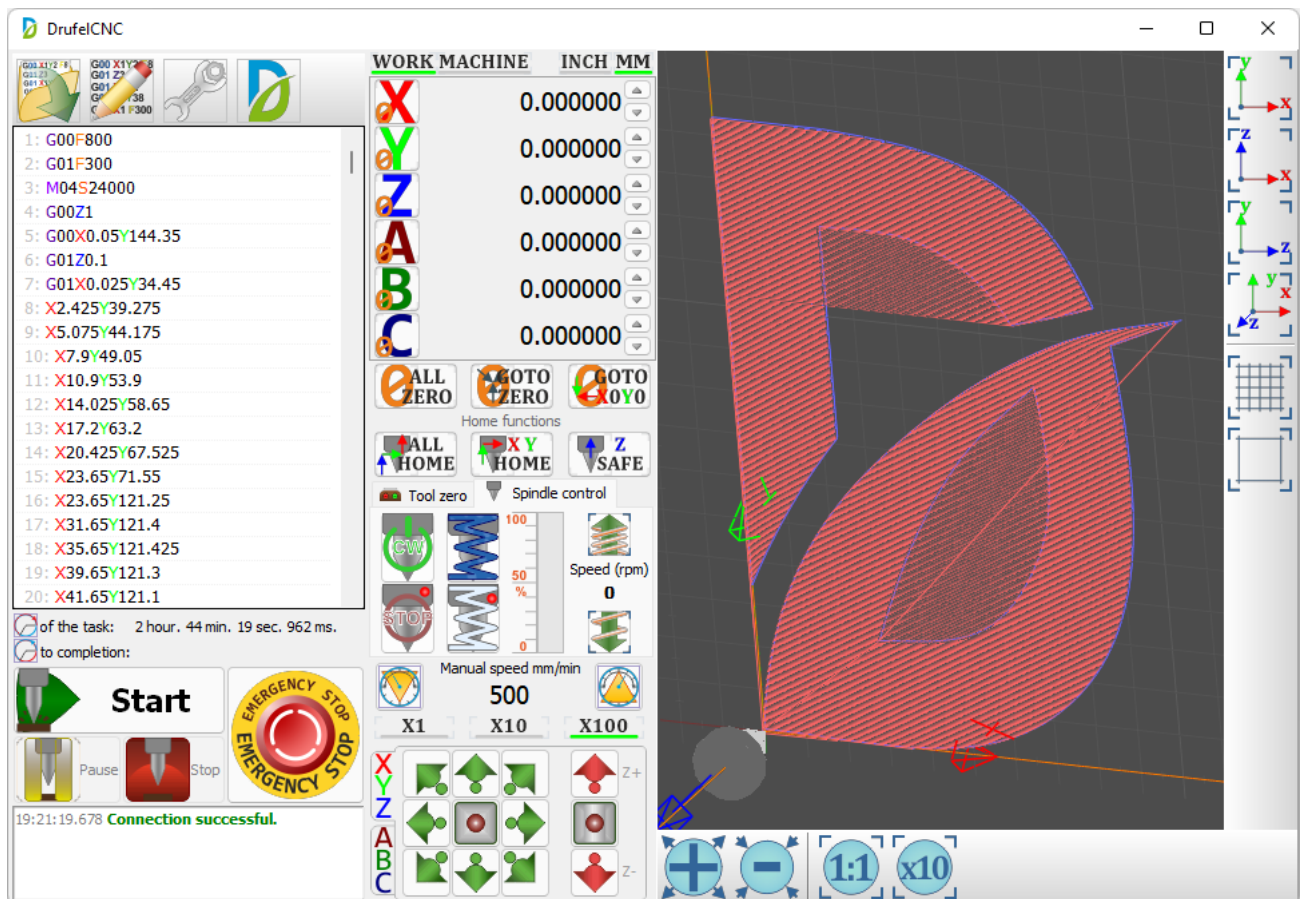 DrufelCNC
WORK MACHINE INCH MM
1: G00F800
2: G01F300
3: M04S24000
4: G00Z1
5: G00X0.05Y144.35
6: G01Z0.1
7: G01X0.025Y34.45
8: X2.425Y39.275
9: X5.075Y44.175
10: X7.9Y49.05
11: X10.9Y53.9
12: X14.025Y58.65
13: X17.2Y63.2
14: X20.425Y67.525
15: X23.65Y71.55
16: X23.65Y121.25
17: X31.65Y121.4
18: X35.65Y121.425
19: X39.65Y121.3
20: X41.65Y121.1
of the task: 2 hour. 44 min. 19 sec. 962 ms.
to completion:
Start
EMERGENCY STOP
EMERGENCY STOP
Pause
Stop
19:21:19.678 Connection successful.
X 0 0.000000
Y 0 0.000000
Z 0 0.000000
A 0 0.000000
B 0 0.000000
C 0 0.000000
0 ALL ZERO
GOTO ZERO
GOTO X0Y0
Home functions
ALL HOME
X Y HOME
Z SAFE
Tool zero
Spindle control
CW
STOP
100
50
%
0
Speed (rpm)
0
Manual speed mm/min
500
X1 X10 X100
X
Y
Z
A
B
C
Z+
Z-
Y
X
y
x
z
x
y
z
y
x
z
1:1
x10